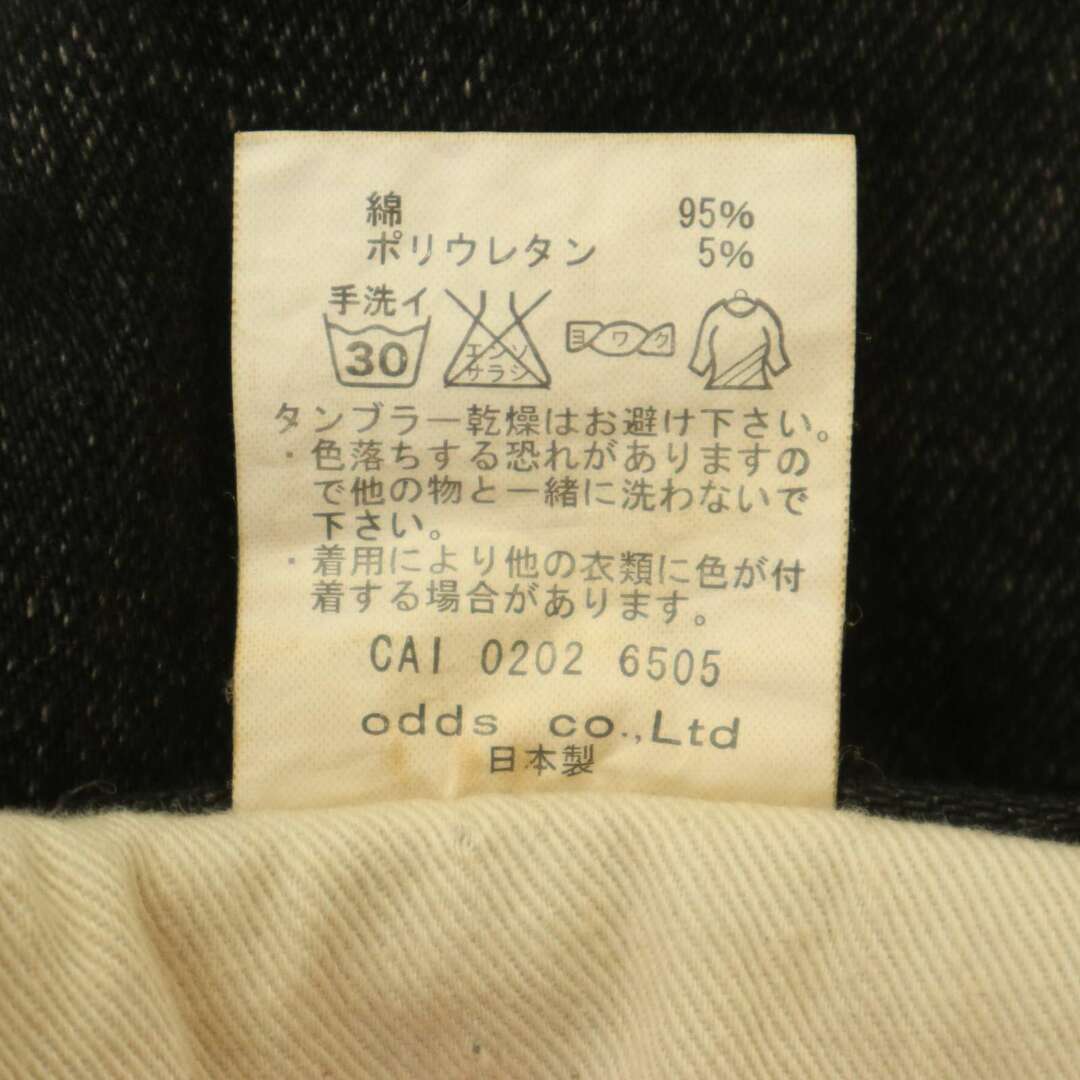 綿 95%
ポリウレタン 5%
手洗イ
30 エンソサラシ ヨワク
タンブラー乾燥はお避け下さい。
・色落ちする恐れがありますの
で他の物と一緒に洗わないで
下さい。
・着用により他の衣類に色が付
着する場合があります。
CAI 0202 6505
odds co.,Ltd
日本製